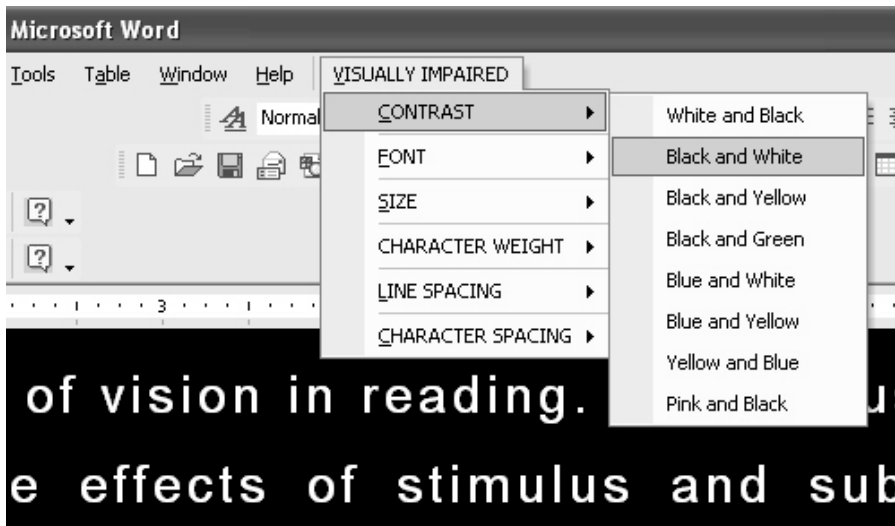 Microsoft Word
Tools Table Window Help VISUALLY IMPAIRED
Normal
CONTRAST
FONT
SIZE
CHARACTER WEIGHT
LINE SPACING
CHARACTER SPACING
White and Black
Black and White
Black and Yellow
Black and Green
Blue and White
Blue and Yellow
Yellow and Blue
Pink and Black
3
of vision in reading.
effects of stimulus and